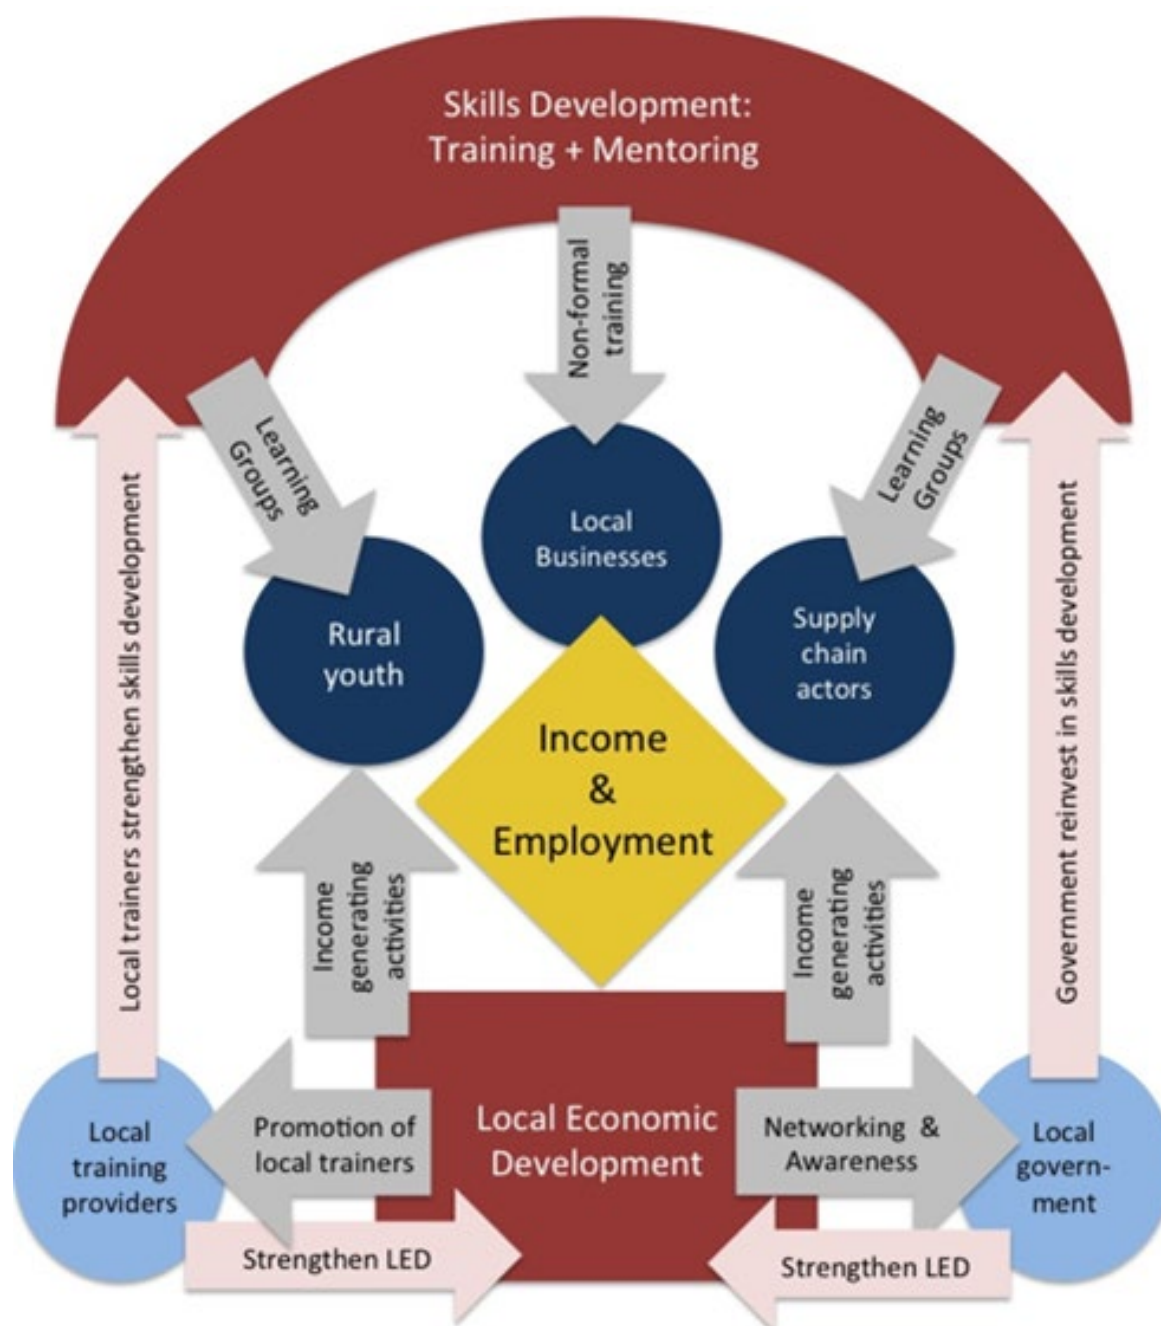 Skills Development:
Training + Mentoring
Non-formal
training
Learning
Groups
Learning
Groups
Local
Businesses
Rural
youth
Supply
chain
actors
Income
&
Employment
Local trainers strengthen skills development
Government reinvest in skills development
Income
generating
activities
Income
generating
activities
Local
training
providers
Promotion of
local trainers
Local Economic
Development
Networking &
Awareness
Local
govern-
ment
Strengthen LED
Strengthen LED